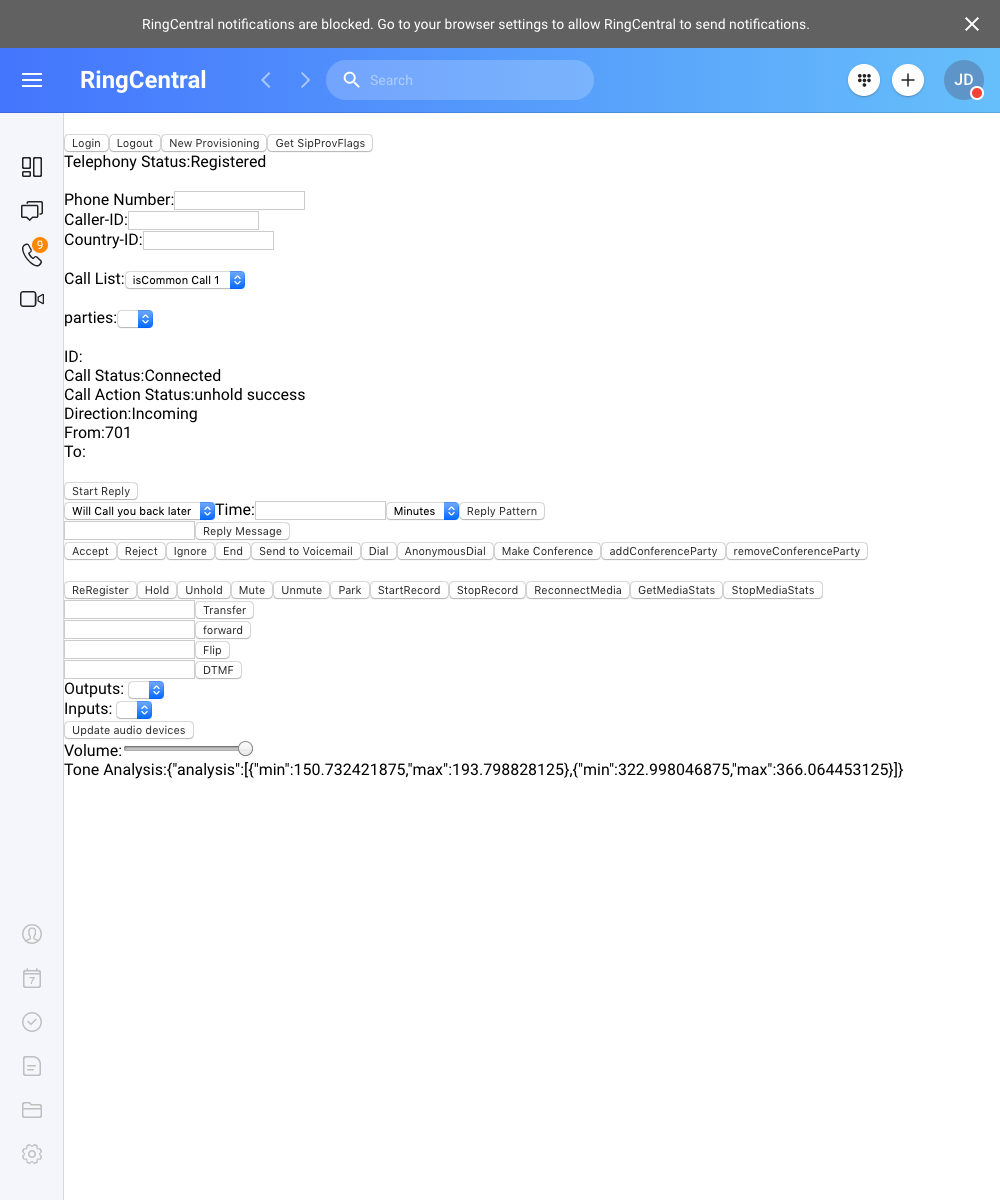 RingCentral notifications are blocked. Go to your browser settings to allow RingCentral to send notifications.
RingCentral Search JD
Login Logout New Provisioning Get SipProvFlags
Telephony Status:Registered
Phone Number:
9
Caller-ID:
Country-ID:
Call List: isCommon Call 1
parties:
ID:
Call Status:Connected
Call Action Status:unhold success
Direction:Incoming
From:701
To:
Start Reply
Will Call you back later Time: Minutes Reply Pattern
Reply Message
Accept Reject Ignore End Send to Voicemail Dial AnonymousDial Make Conference addConferenceParty removeConferenceParty
ReRegister Hold Unhold Mute Unmute Park StartRecord StopRecord ReconnectMedia GetMediaStats StopMediaStats
Transfer
forward
Flip
DTMF
Outputs:
Inputs:
Update audio devices
Volume:
Tone Analysis:{"analysis":[{"min":150.732421875,"max":193.798828125},{"min":322.998046875,"max":366.064453125}]}
7